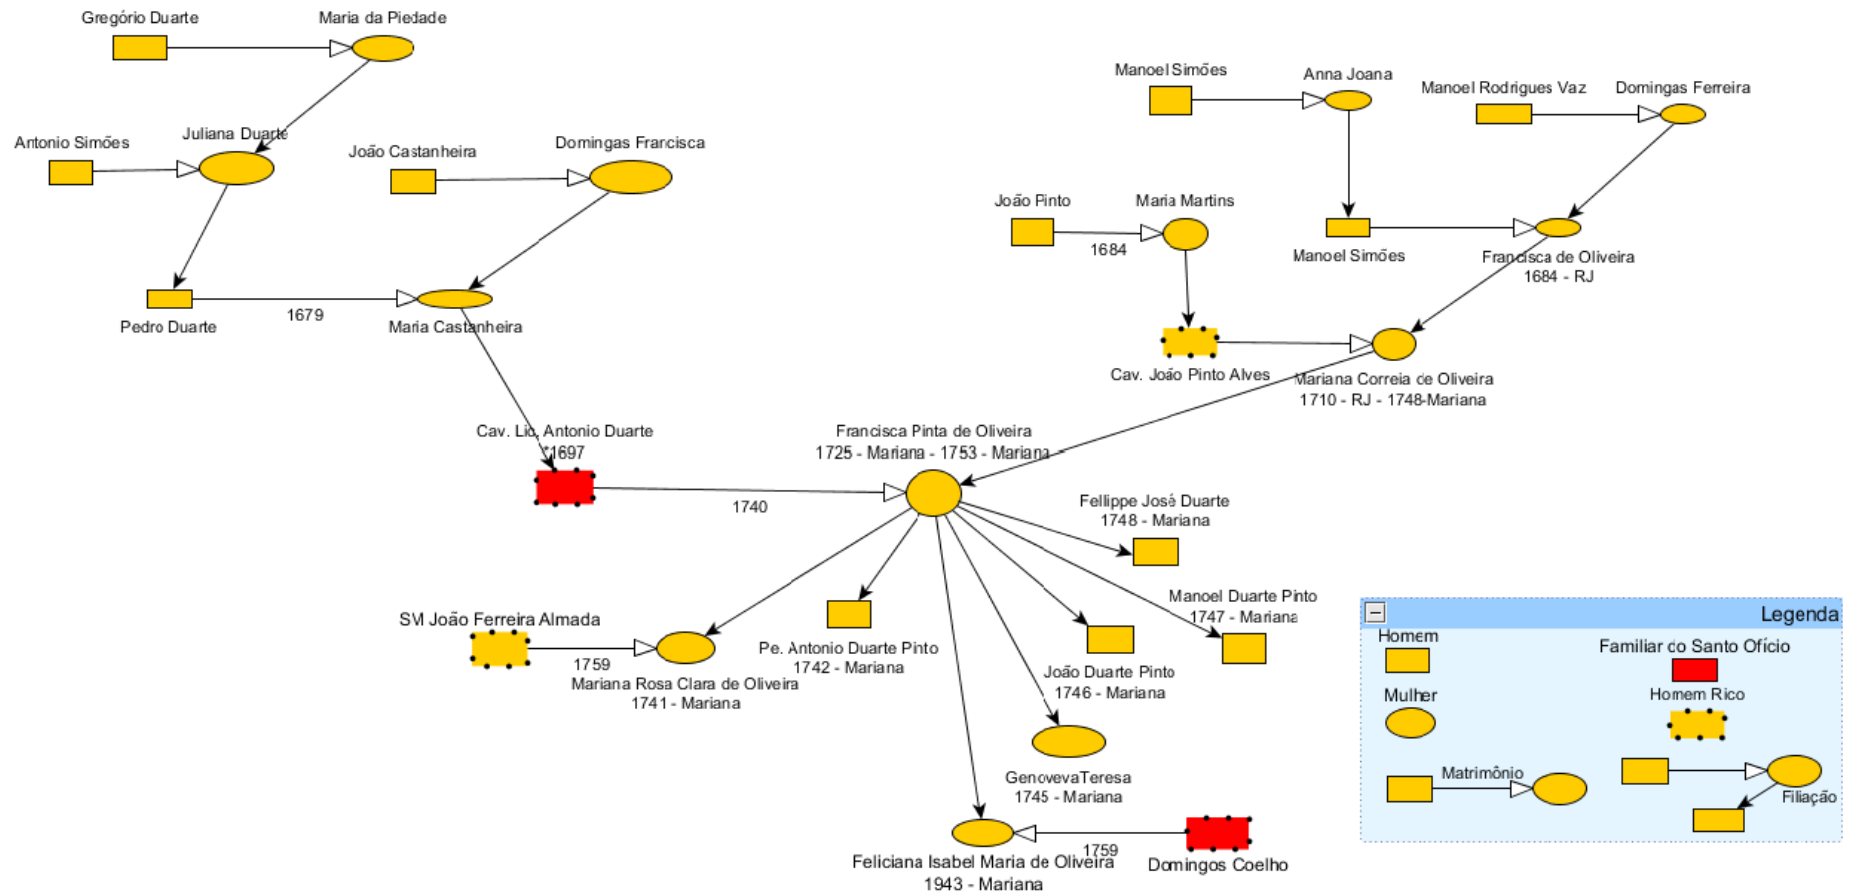 Gregório Duarte
Maria da Piedade
Antonio Simões
Juliana Duarte
João Castanheira
Domingas Francisca
Pedro Duarte
1679
Maria Castanheira
Manoel Simões
Anna Joana
Manoel Rodrigues Vaz
Domingas Ferreira
João Pinto
Maria Martins
1684
Manoel Simões
Francisca de Oliveira
1684 - RJ
Cav. João Pinto Alves
Mariana Correia de Oliveira
1710 - RJ - 1748-Mariana
Cav. Lic. Antonio Duarte
*1697
1740
Francisca Pinta de Oliveira
1725 - Mariana - 1753 - Mariana -
Fellippe José Duarte
1748 - Mariana
Manoel Duarte Pinto
1747 - Mariana
SM João Ferreira Almada
1759
Mariana Rosa Clara de Oliveira
1741 - Mariana
Pe. Antonio Duarte Pinto
1742 - Mariana
João Duarte Pinto
1746 - Mariana
GenovevaTeresa
1745 - Mariana
Feliciana Isabel Maria de Oliveira
1943 - Mariana
1759
Domingos Coelho
Legenda
Homem
Familiar do Santo Ofício
Mulher
Homem Rico
Matrimônio
Filiação